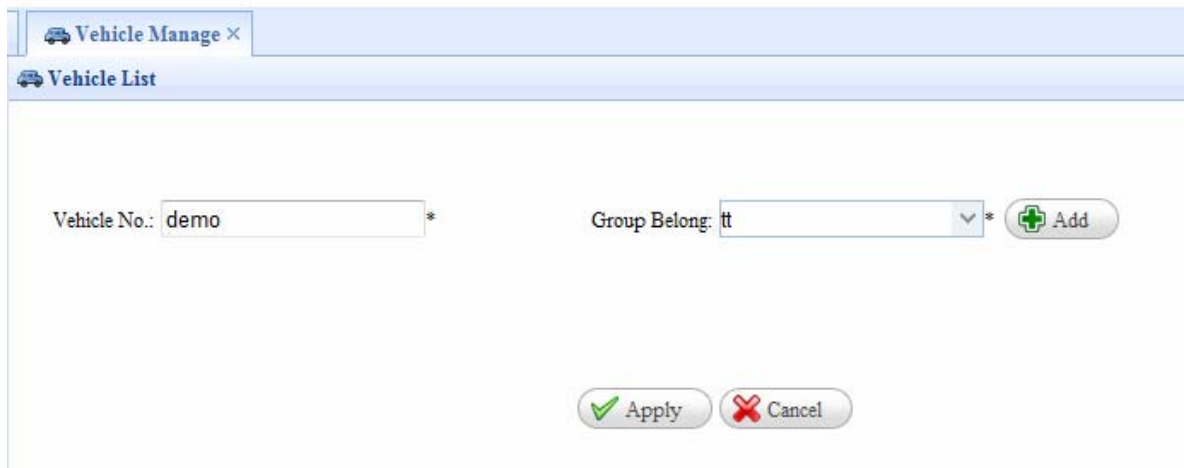 Vehicle Manage ×
Vehicle List
Vehicle No.: demo * Group Belong: tt * Add
Apply Cancel